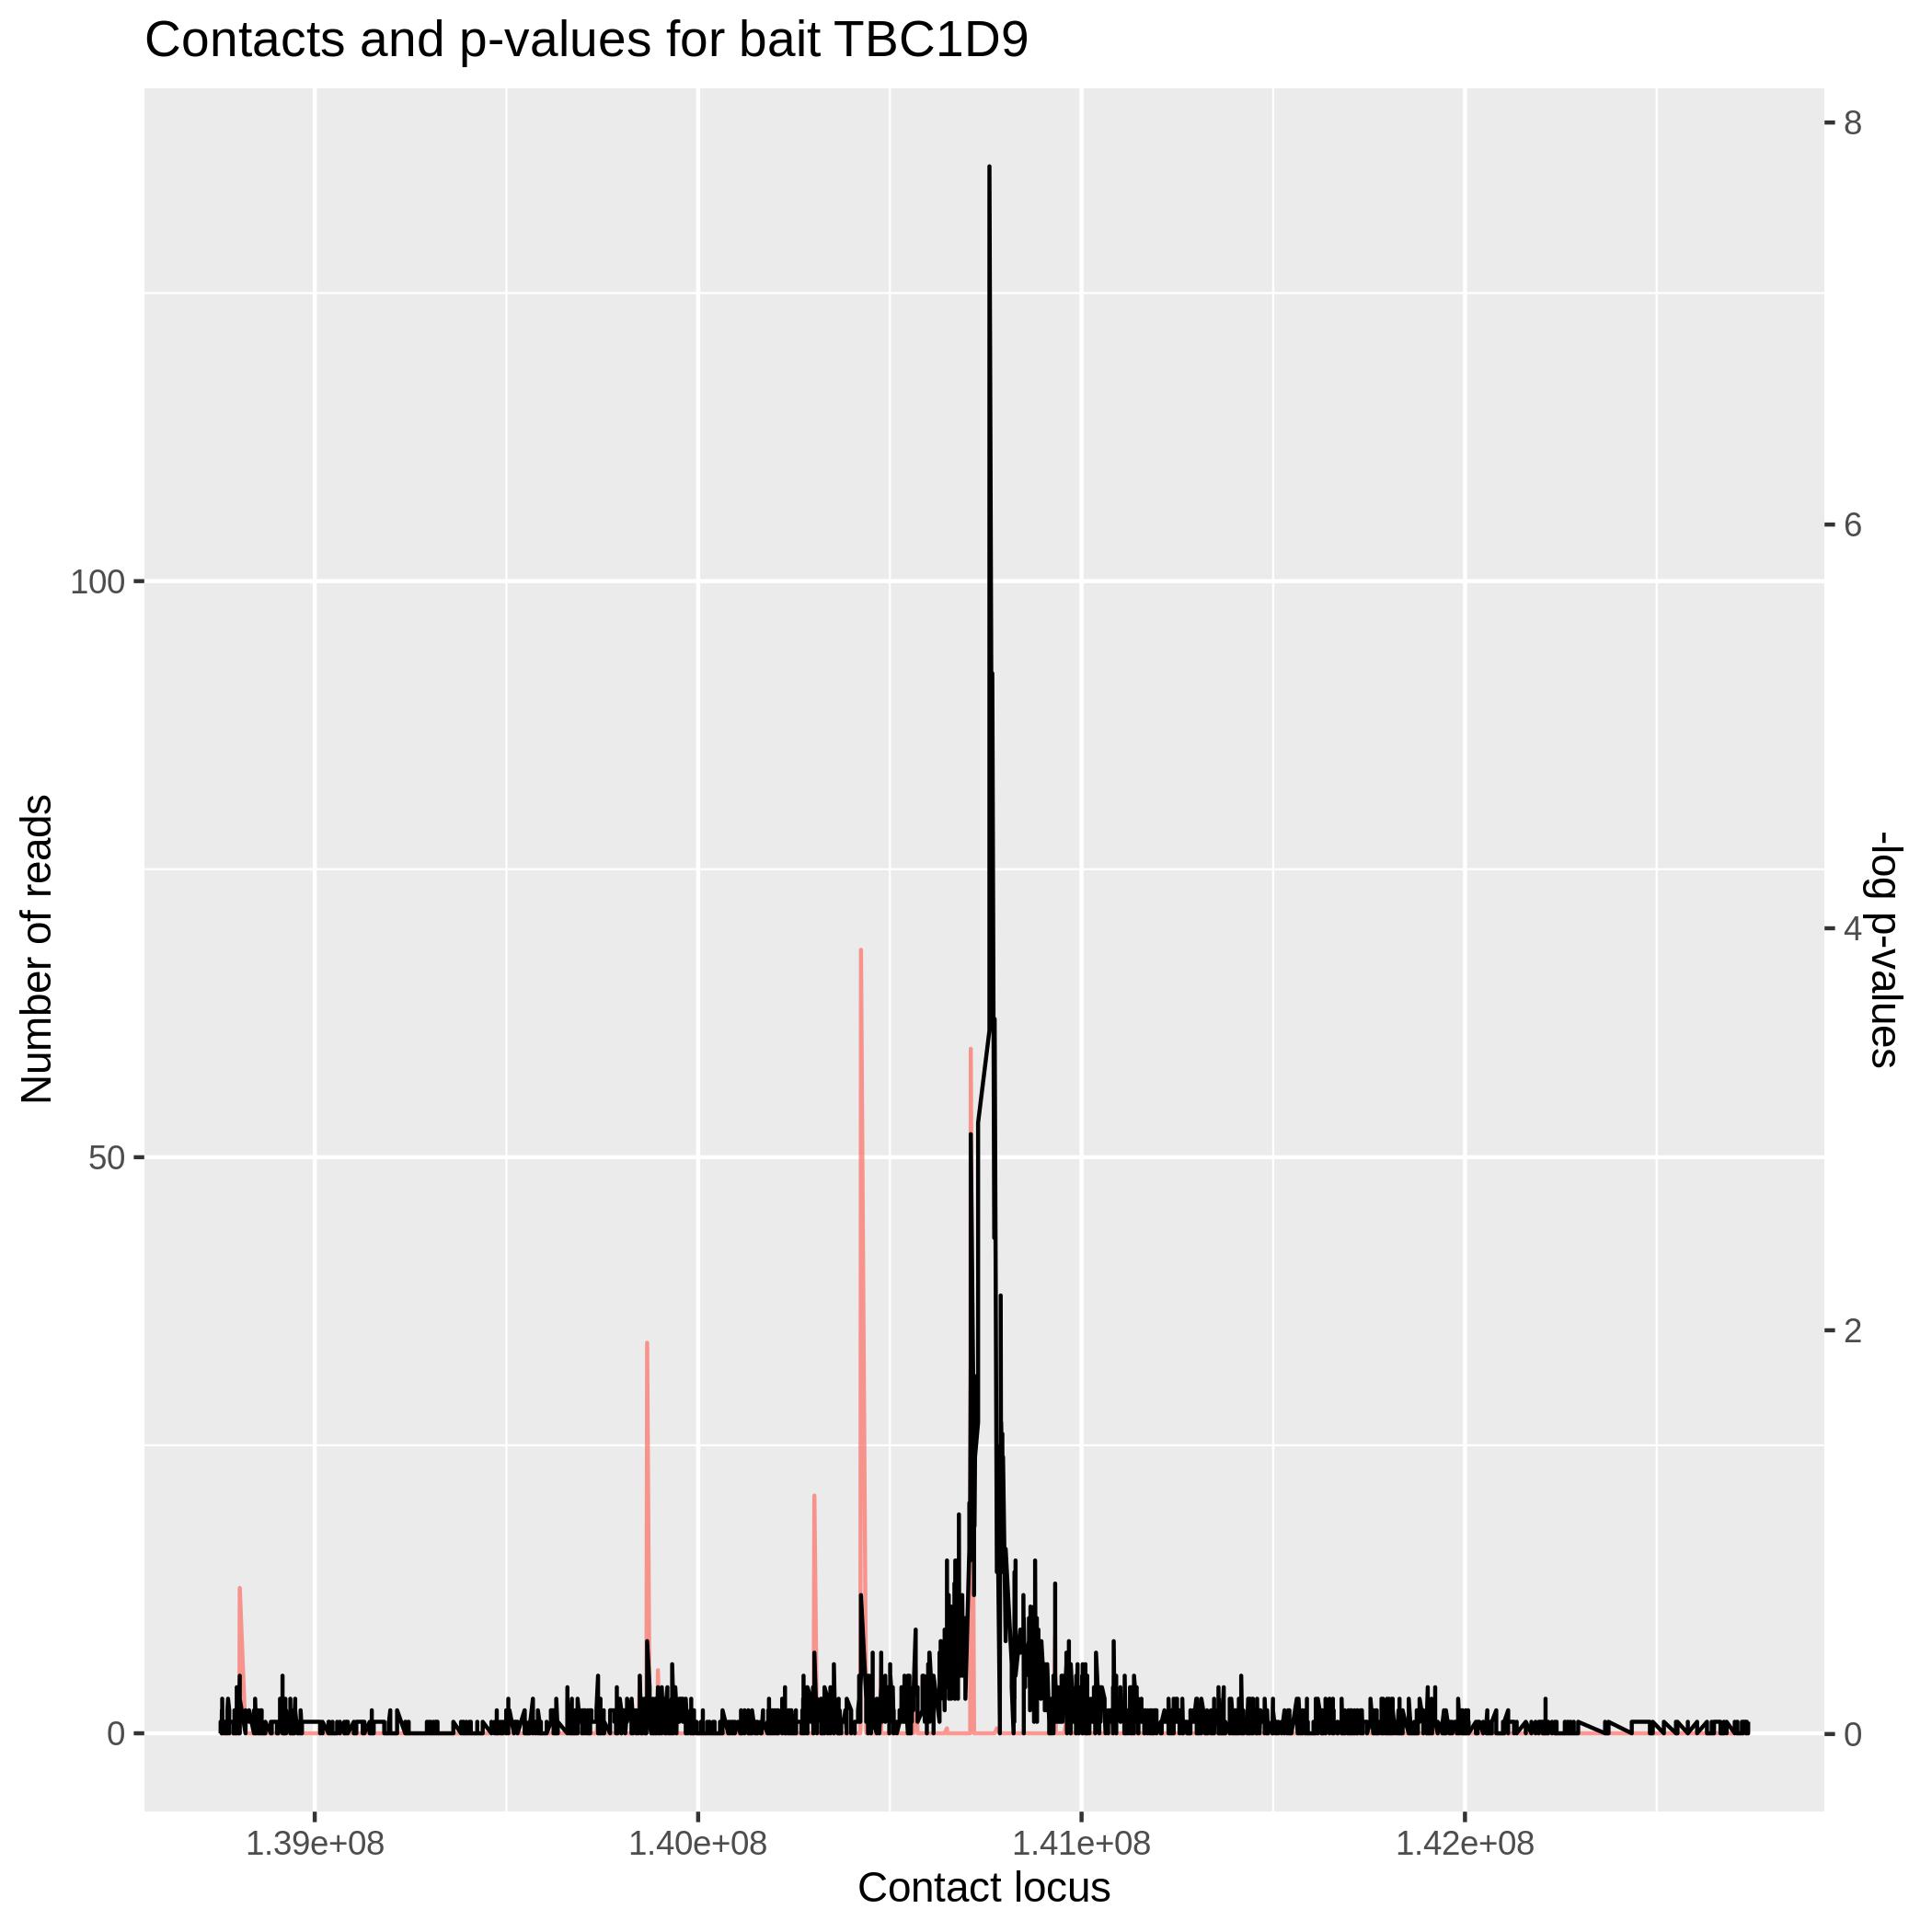 Contacts and p-values for bait TBC1D9
Number of reads
100
50
0
8
6
4
2
0
-log p-values
1.39e+08
1.40e+08
1.41e+08
1.42e+08
Contact locus